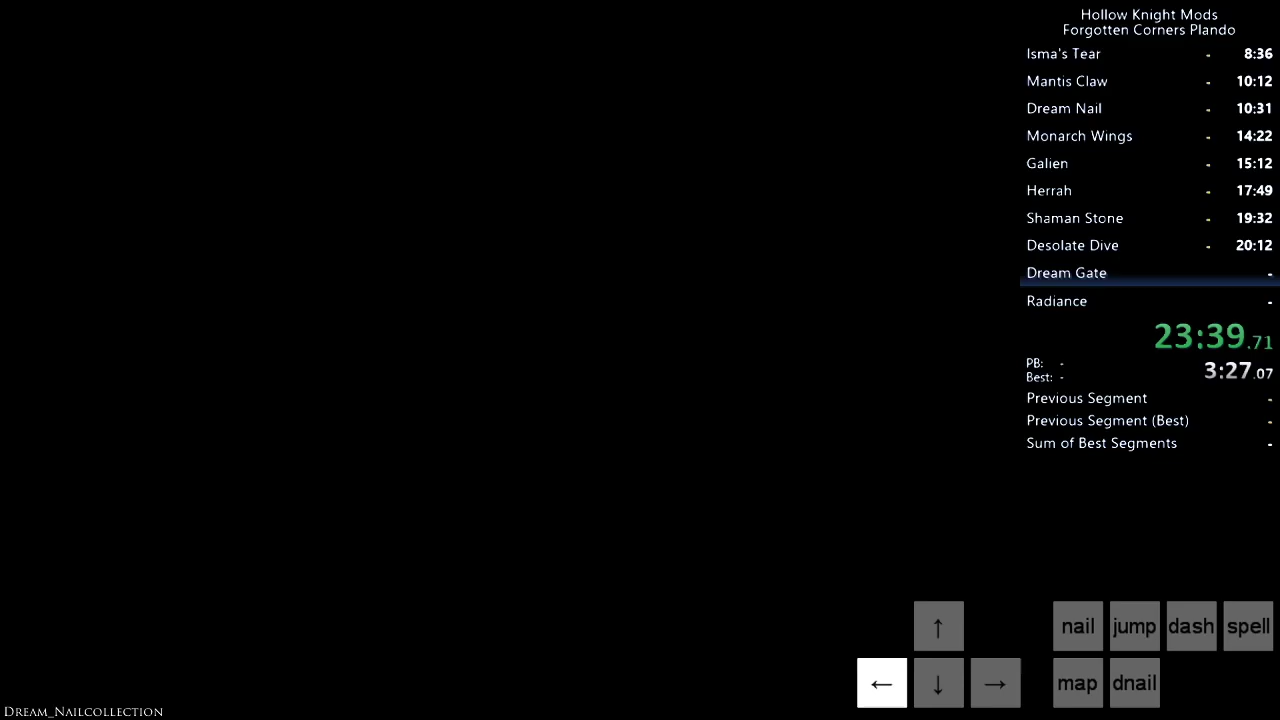 Hollow Knight Mods
Forgotten Corners Plando
Isma's Tear - 8:36
Mantis Claw - 10:12
Dream Nail - 10:31
Monarch Wings - 14:22
Galien - 15:12
Herrah - 17:49
Shaman Stone - 19:32
Desolate Dive - 20:12
Dream Gate -
Radiance -
23:39.71
PB: - 3:27.07
Best: -
Previous Segment -
Previous Segment (Best) -
Sum of Best Segments -
↑ nail jump dash spell
← ↓ → map dnail
Dream_Nailcollection